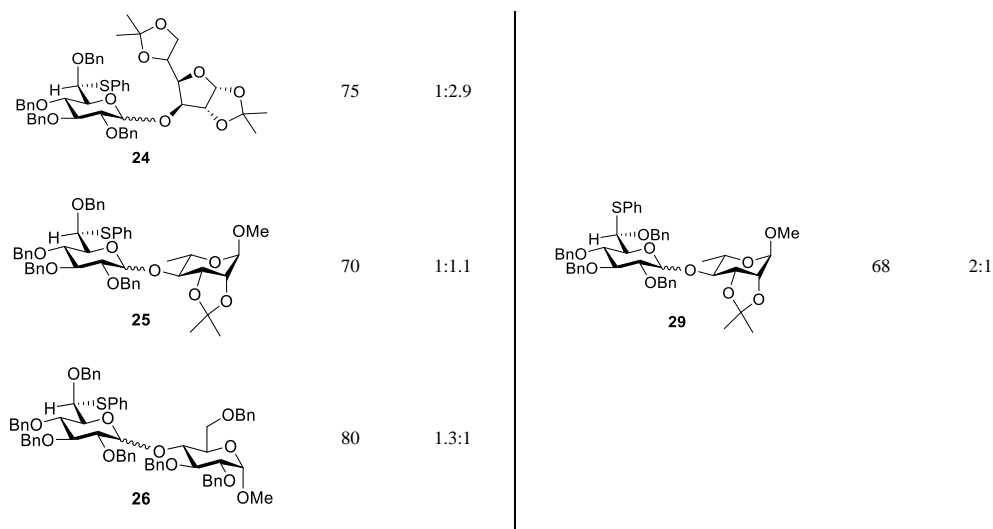 O
O
OBn
O
H SPh
O
BnO O
BnO
OBn
O
O
O
O
24
75 1:2.9
OBn
H SPh
BnO O
BnO
OBn
O
O
OMe
O O
25
70 1:1.1
SPh
H OBn
BnO O
BnO
OBn
O
O
OMe
O O
29
68 2:1
OBn
H SPh
BnO O
BnO
OBn
O
OBn
O
BnO
BnO
OMe
26
80 1.3:1